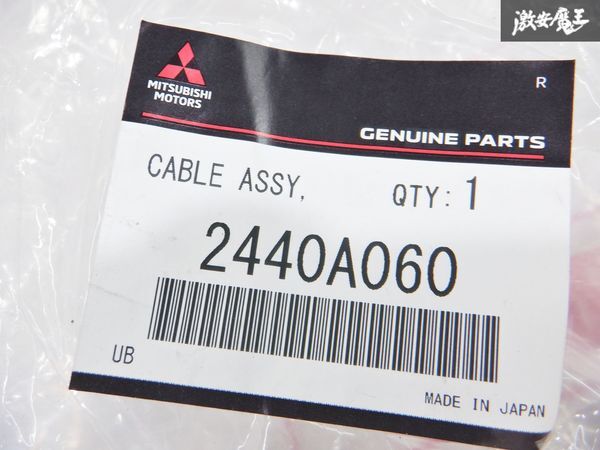 激安魔王
R
MITSUBISHI
MOTORS
GENUINE PARTS
CABLE ASSY, QTY: 1
2440A060
UB
MADE IN JAPAN